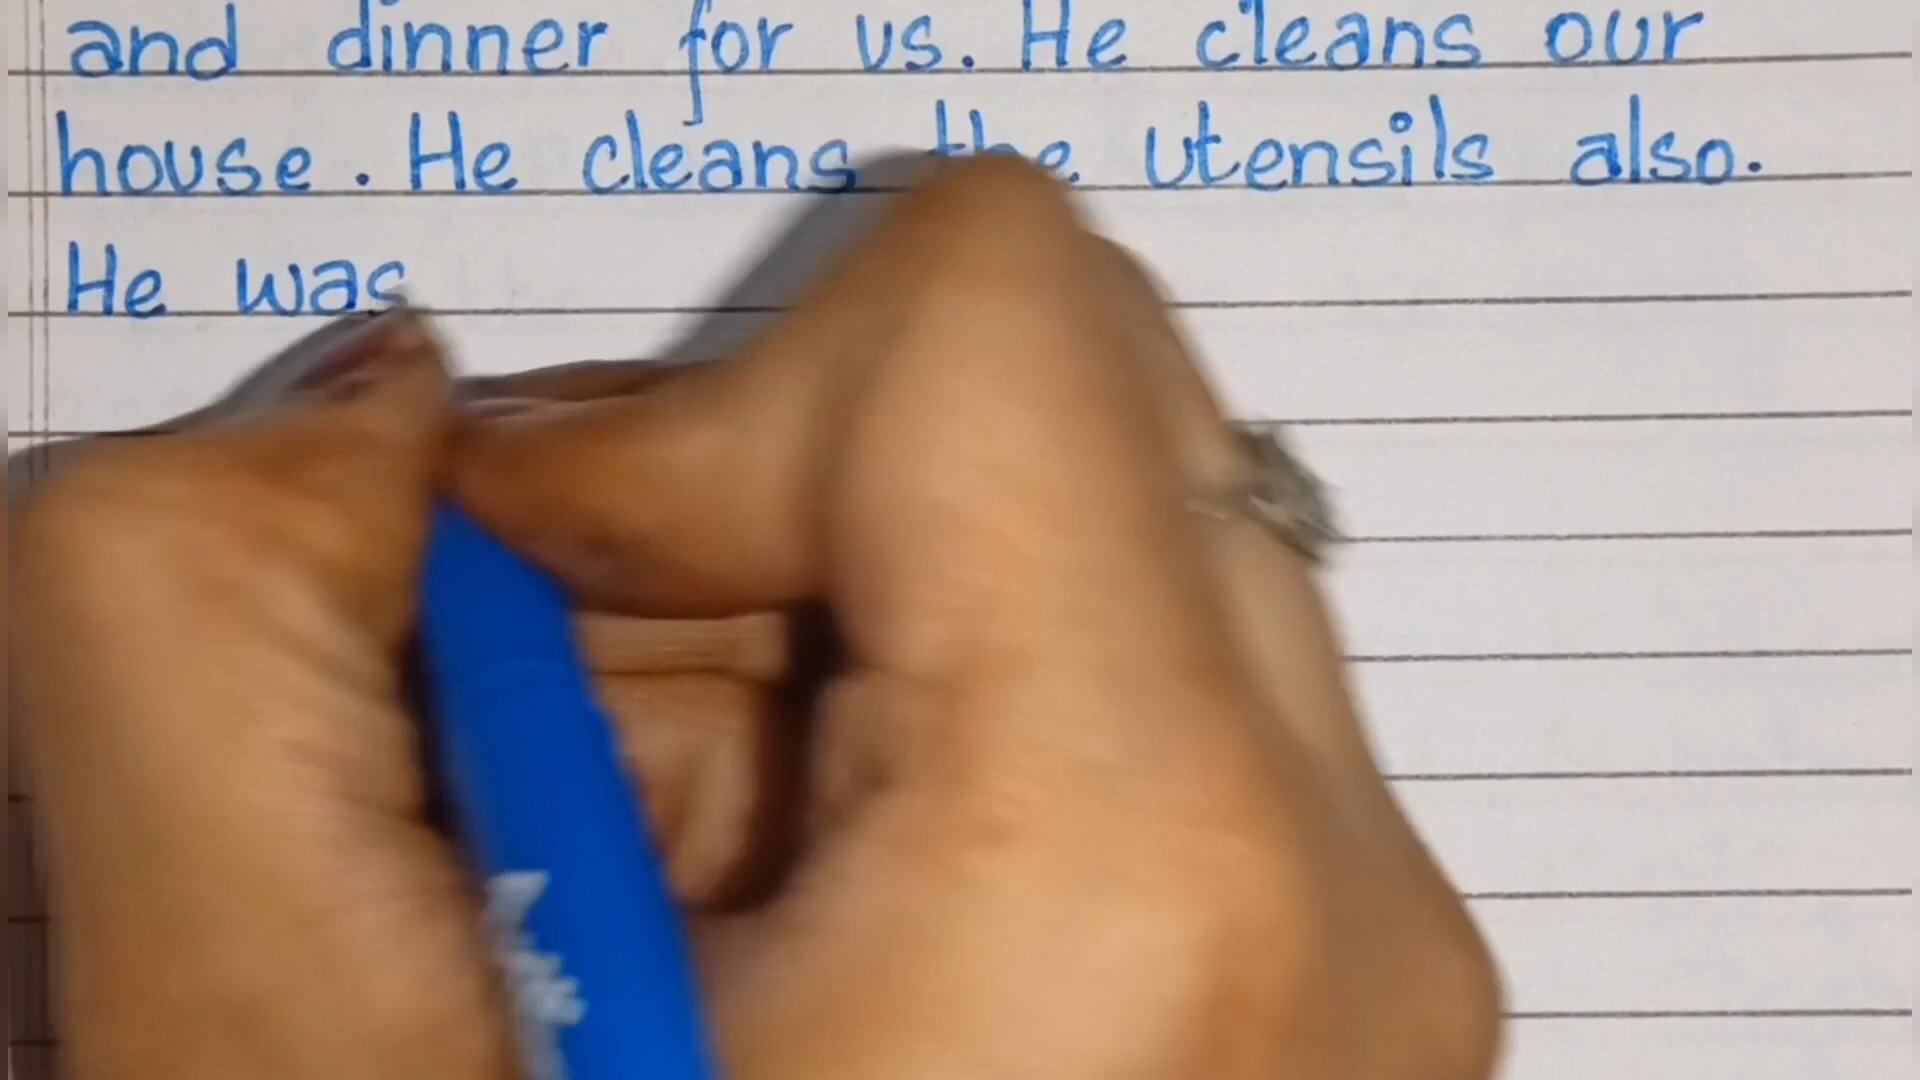 and dinner for us. He cleans our
house. He cleans the utensils also.
He was